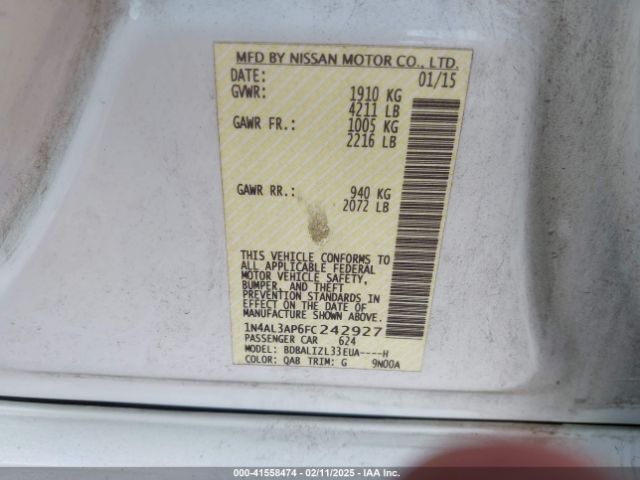 MFD BY NISSAN MOTOR CO., LTD.
DATE: 01/15
GVWR: 1910 KG
4211 LB
GAWR FR.: 1005 KG
2216 LB
GAWR RR.: 940 KG
2072 LB
THIS VEHICLE CONFORMS TO
ALL APPLICABLE FEDERAL
MOTOR VEHICLE SAFETY,
BUMPER, AND THEFT
PREVENTION STANDARDS IN
EFFECT ON THE DATE OF
MANUFACTURE SHOWN ABOVE.
1N4AL3AP6FC242927
PASSENGER CAR 624
MODEL: BDBALIZL33EUA----H
COLOR: QAB TRIM: G 9N00A
00-41558474 - 02/11/2025 - IAA Inc.